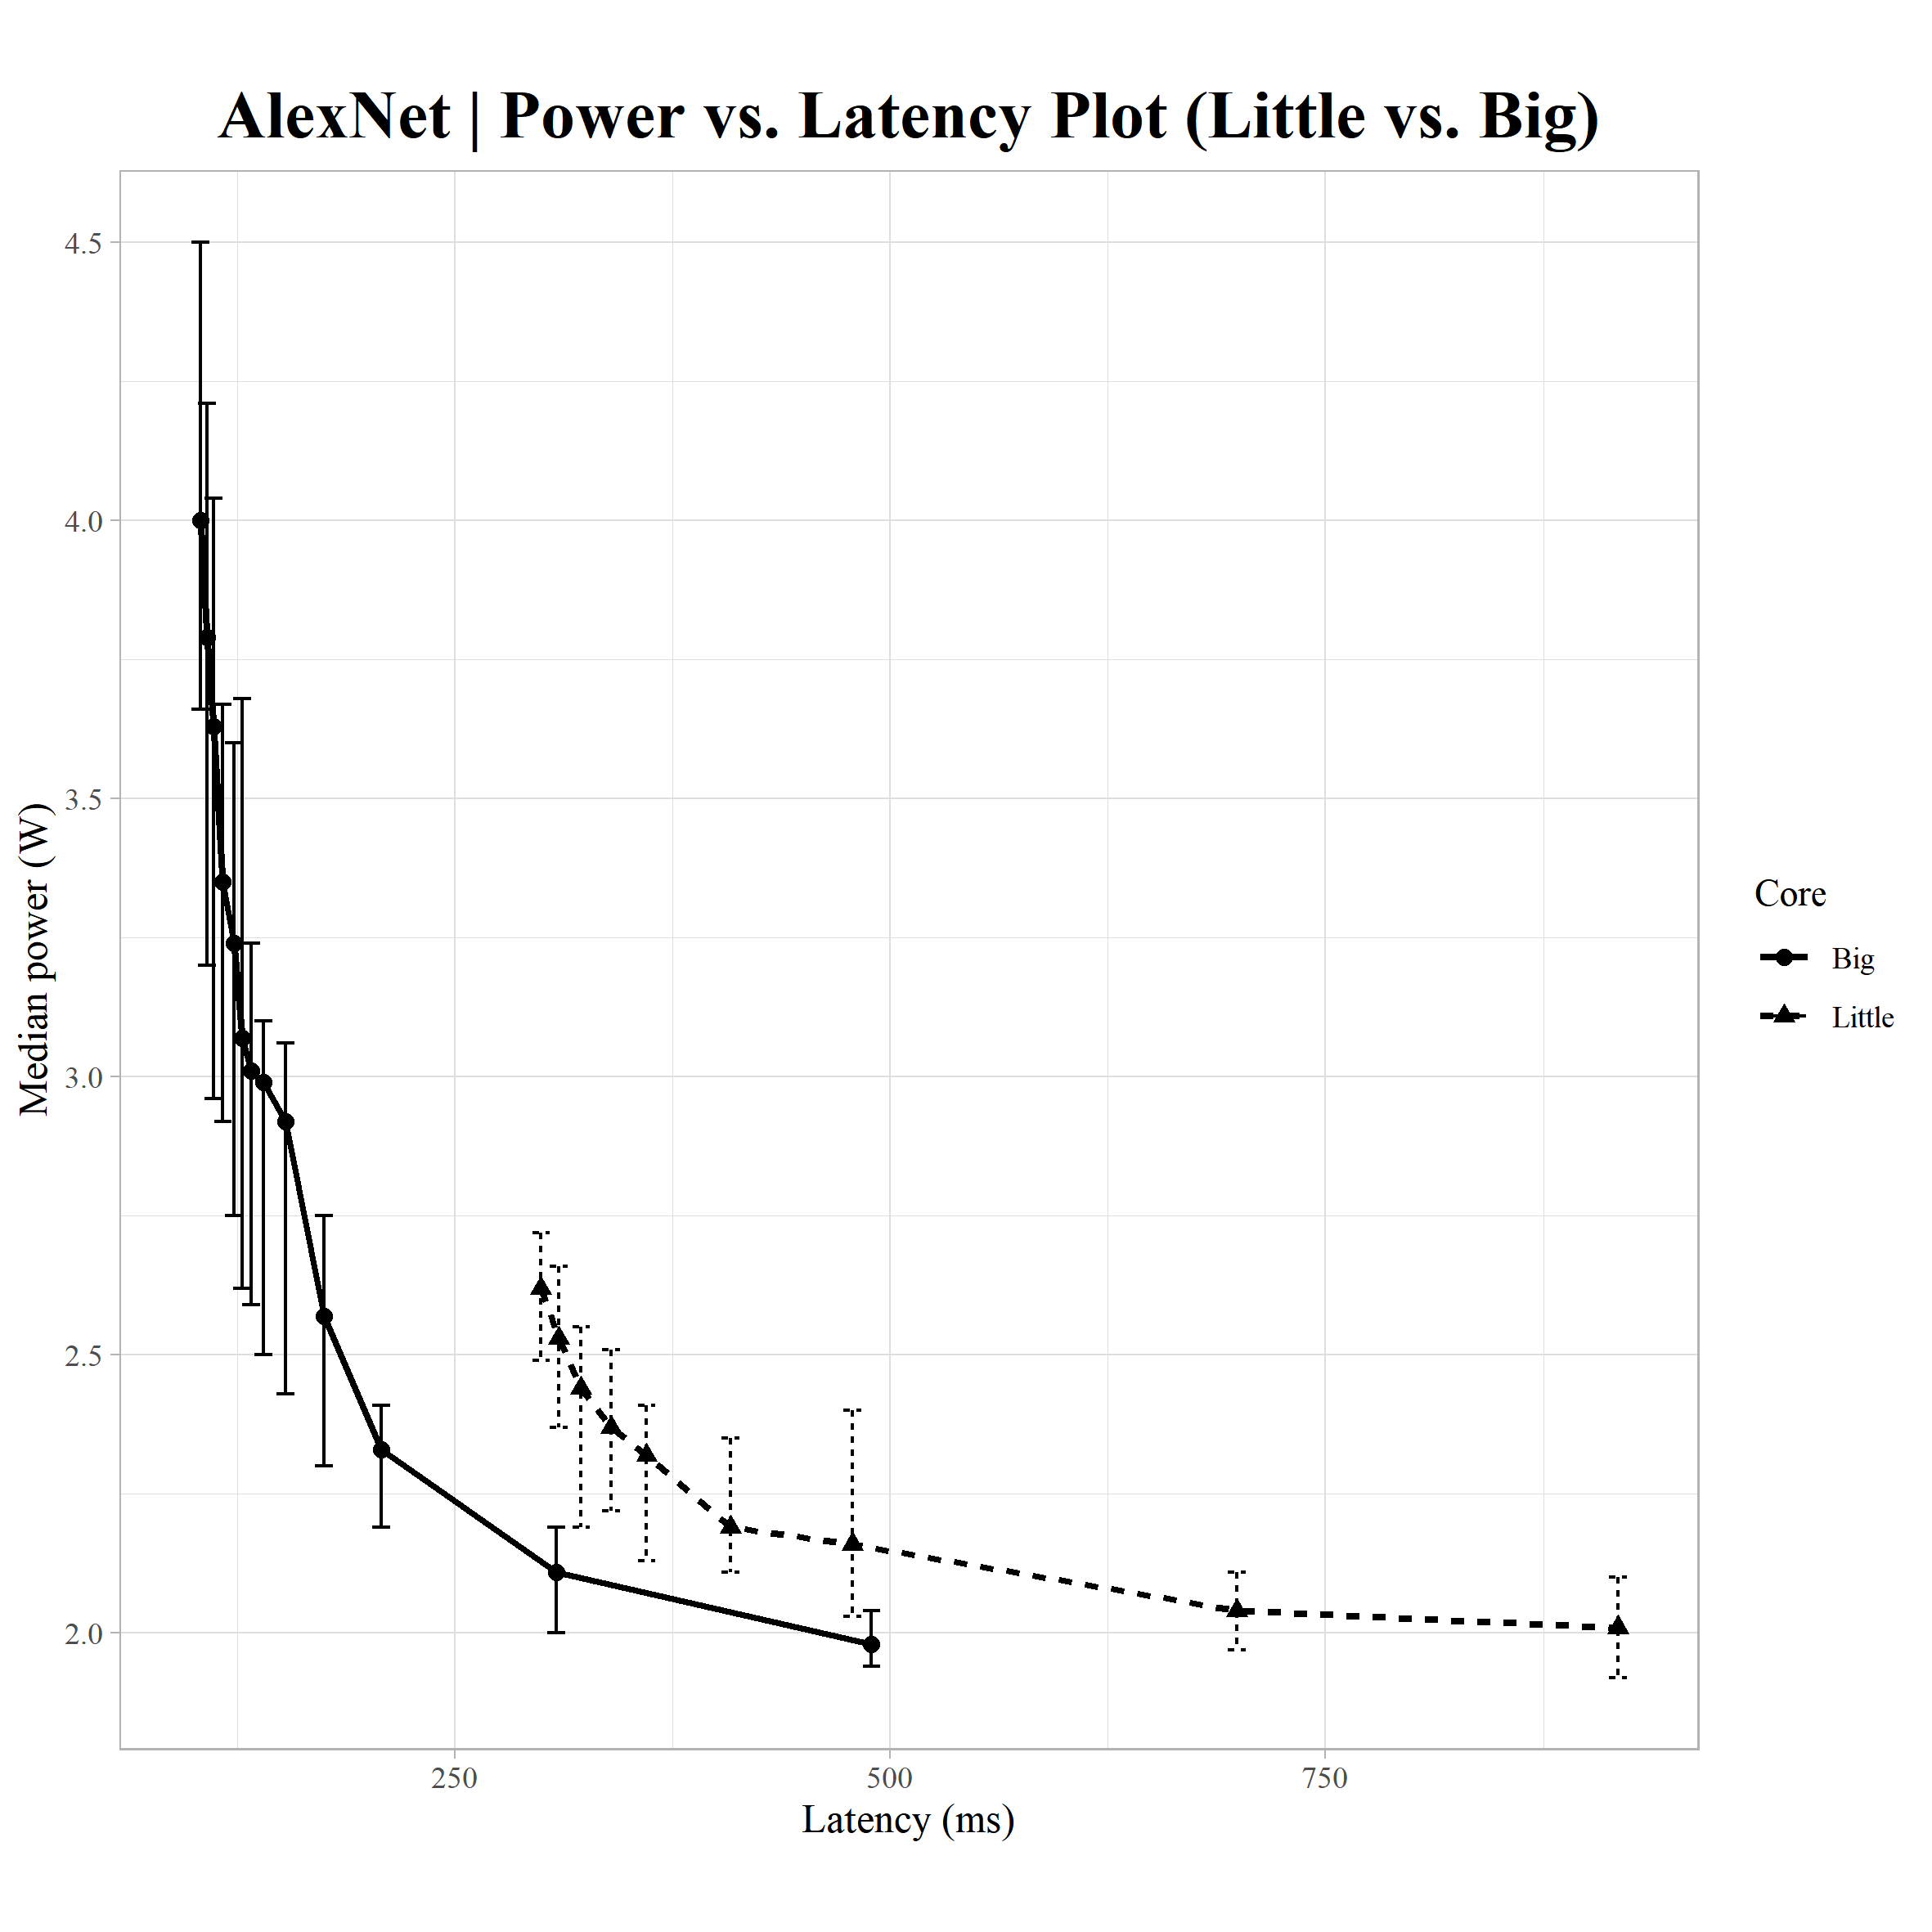 AlexNet | Power vs. Latency Plot (Little vs. Big)
Median power (W)
4.5
4.0
3.5
3.0
2.5
2.0
250
500
750
Latency (ms)
Core
Big
Little